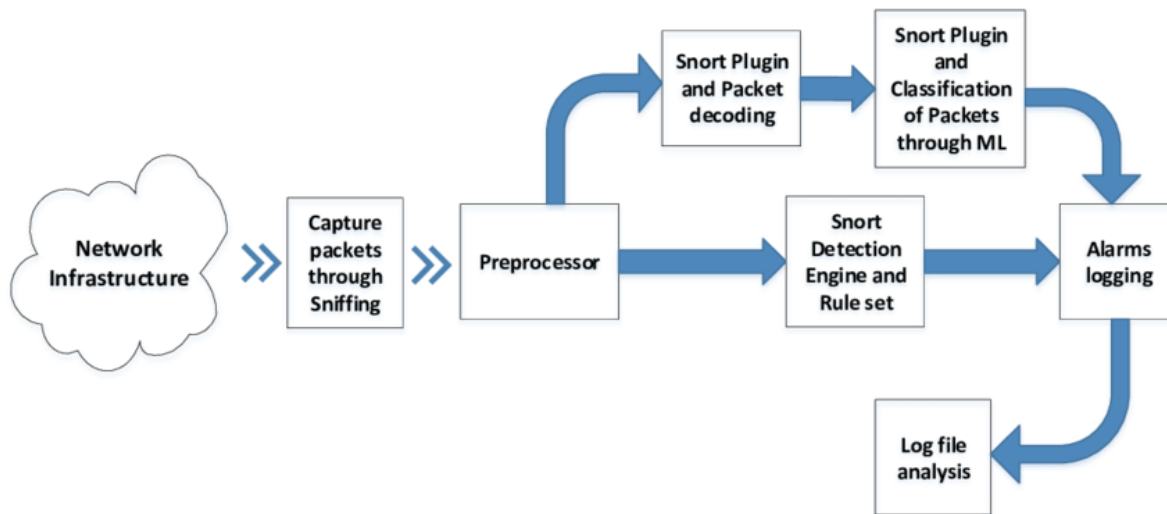 Network
Infrastructure
Capture
packets
through
Sniffing
Preprocessor
Snort Plugin
and Packet
decoding
Snort Plugin
and
Classification
of Packets
through ML
Snort
Detection
Engine and
Rule set
Alarms
logging
Log file
analysis